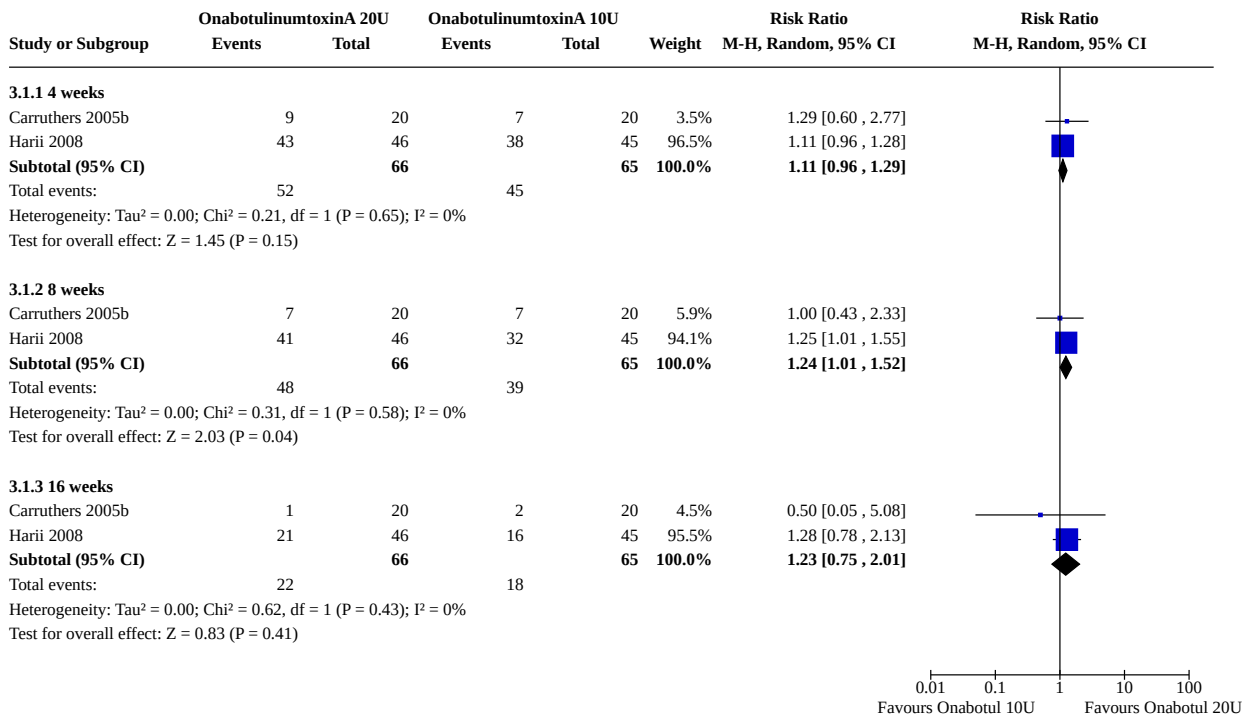 OnabotulinumtoxinA 20U OnabotulinumtoxinA 10U Risk Ratio Risk Ratio
Study or Subgroup Events Total Events Total Weight M-H, Random, 95% CI M-H, Random, 95% CI
3.1.1 4 weeks
Carruthers 2005b 9 20 7 20 3.5% 1.29 [0.60 , 2.77]
Harii 2008 43 46 38 45 96.5% 1.11 [0.96 , 1.28]
Subtotal (95% CI) 66 65 100.0% 1.11 [0.96 , 1.29]
Total events: 52 45
Heterogeneity: Tau² = 0.00; Chi² = 0.21, df = 1 (P = 0.65); I² = 0%
Test for overall effect: Z = 1.45 (P = 0.15)
3.1.2 8 weeks
Carruthers 2005b 7 20 7 20 5.9% 1.00 [0.43 , 2.33]
Harii 2008 41 46 32 45 94.1% 1.25 [1.01 , 1.55]
Subtotal (95% CI) 66 65 100.0% 1.24 [1.01 , 1.52]
Total events: 48 39
Heterogeneity: Tau² = 0.00; Chi² = 0.31, df = 1 (P = 0.58); I² = 0%
Test for overall effect: Z = 2.03 (P = 0.04)
3.1.3 16 weeks
Carruthers 2005b 1 20 2 20 4.5% 0.50 [0.05 , 5.08]
Harii 2008 21 46 16 45 95.5% 1.28 [0.78 , 2.13]
Subtotal (95% CI) 66 65 100.0% 1.23 [0.75 , 2.01]
Total events: 22 18
Heterogeneity: Tau² = 0.00; Chi² = 0.62, df = 1 (P = 0.43); I² = 0%
Test for overall effect: Z = 0.83 (P = 0.41)
0.01 0.1 1 10 100
Favours Onabotul 10U Favours Onabotul 20U